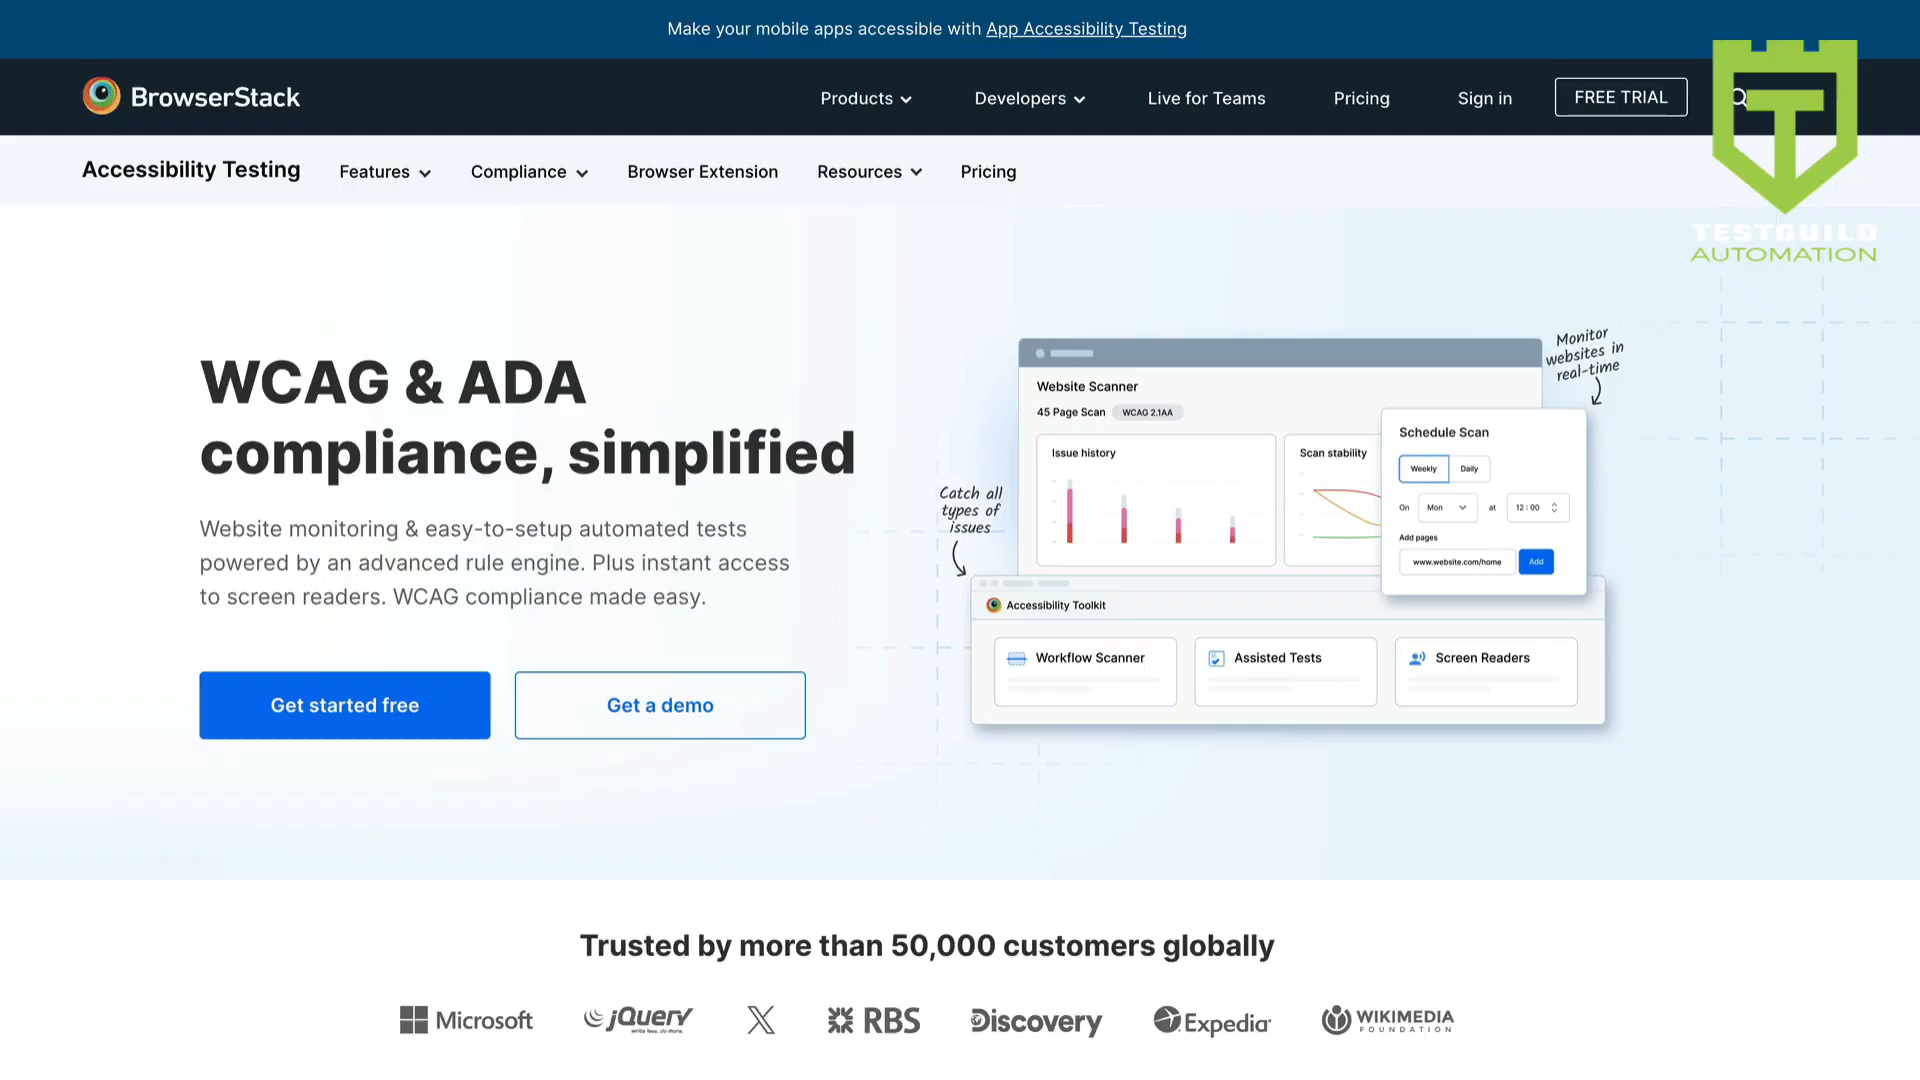 Make your mobile apps accessible with App Accessibility Testing
BrowserStack
Products
Developers
Live for Teams
Pricing
Sign in
FREE TRIAL
TESTGUILD
AUTOMATION
Accessibility Testing
Features
Compliance
Browser Extension
Resources
Pricing
WCAG & ADA
compliance, simplified
Website monitoring & easy-to-setup automated tests
powered by an advanced rule engine. Plus instant access
to screen readers. WCAG compliance made easy.
Get started free
Get a demo
Monitor
websites in
real-time
Website Scanner
45 Page Scan
WCAG 2.1AA
Issue history
Scan stability
Schedule Scan
Weekly
Daily
On
Mon
at
12 : 00
Add pages
www.website.com/home
Add
Catch all
types of
issues
Accessibility Toolkit
Workflow Scanner
Assisted Tests
Screen Readers
Trusted by more than 50,000 customers globally
Microsoft
jQuery
write less. do more.
X
RBS
Discovery
Expedia
WIKIMEDIA
FOUNDATION